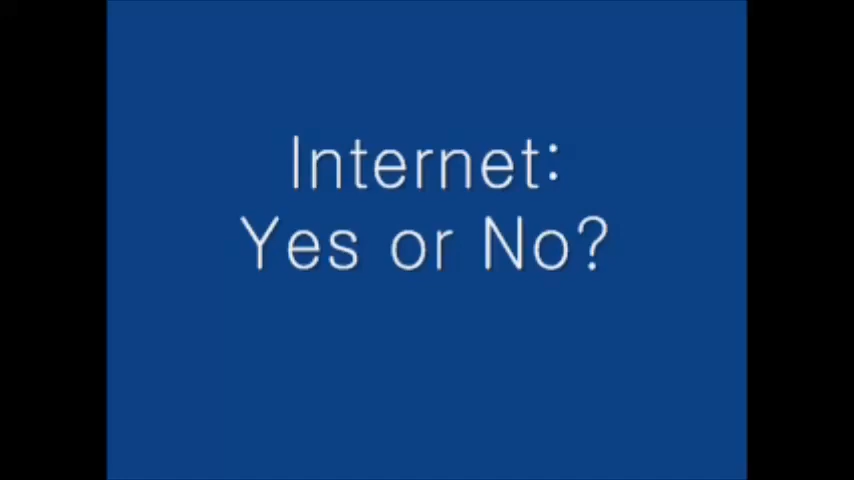 Internet:
Yes or No?